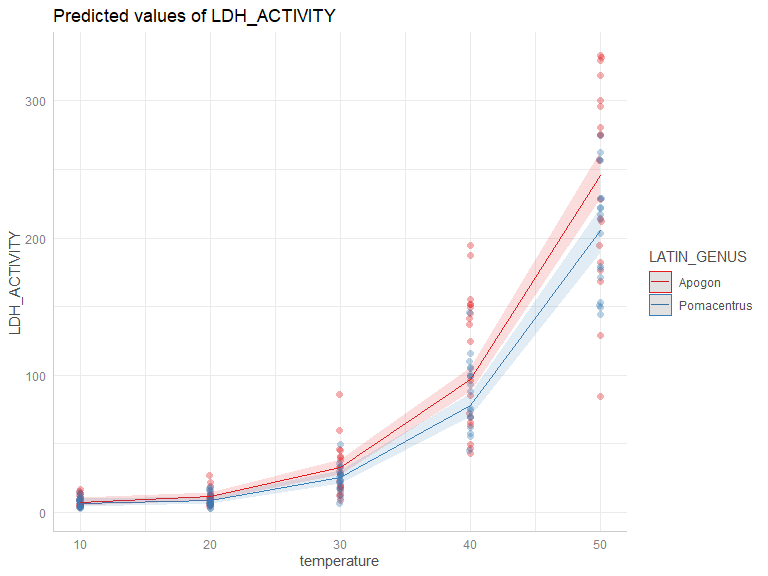 Predicted values of LDH_ACTIVITY
300
200
100
0
LDH_ACTIVITY
10 20 30 40 50
temperature
LATIN_GENUS
Apogon
Pomacentrus